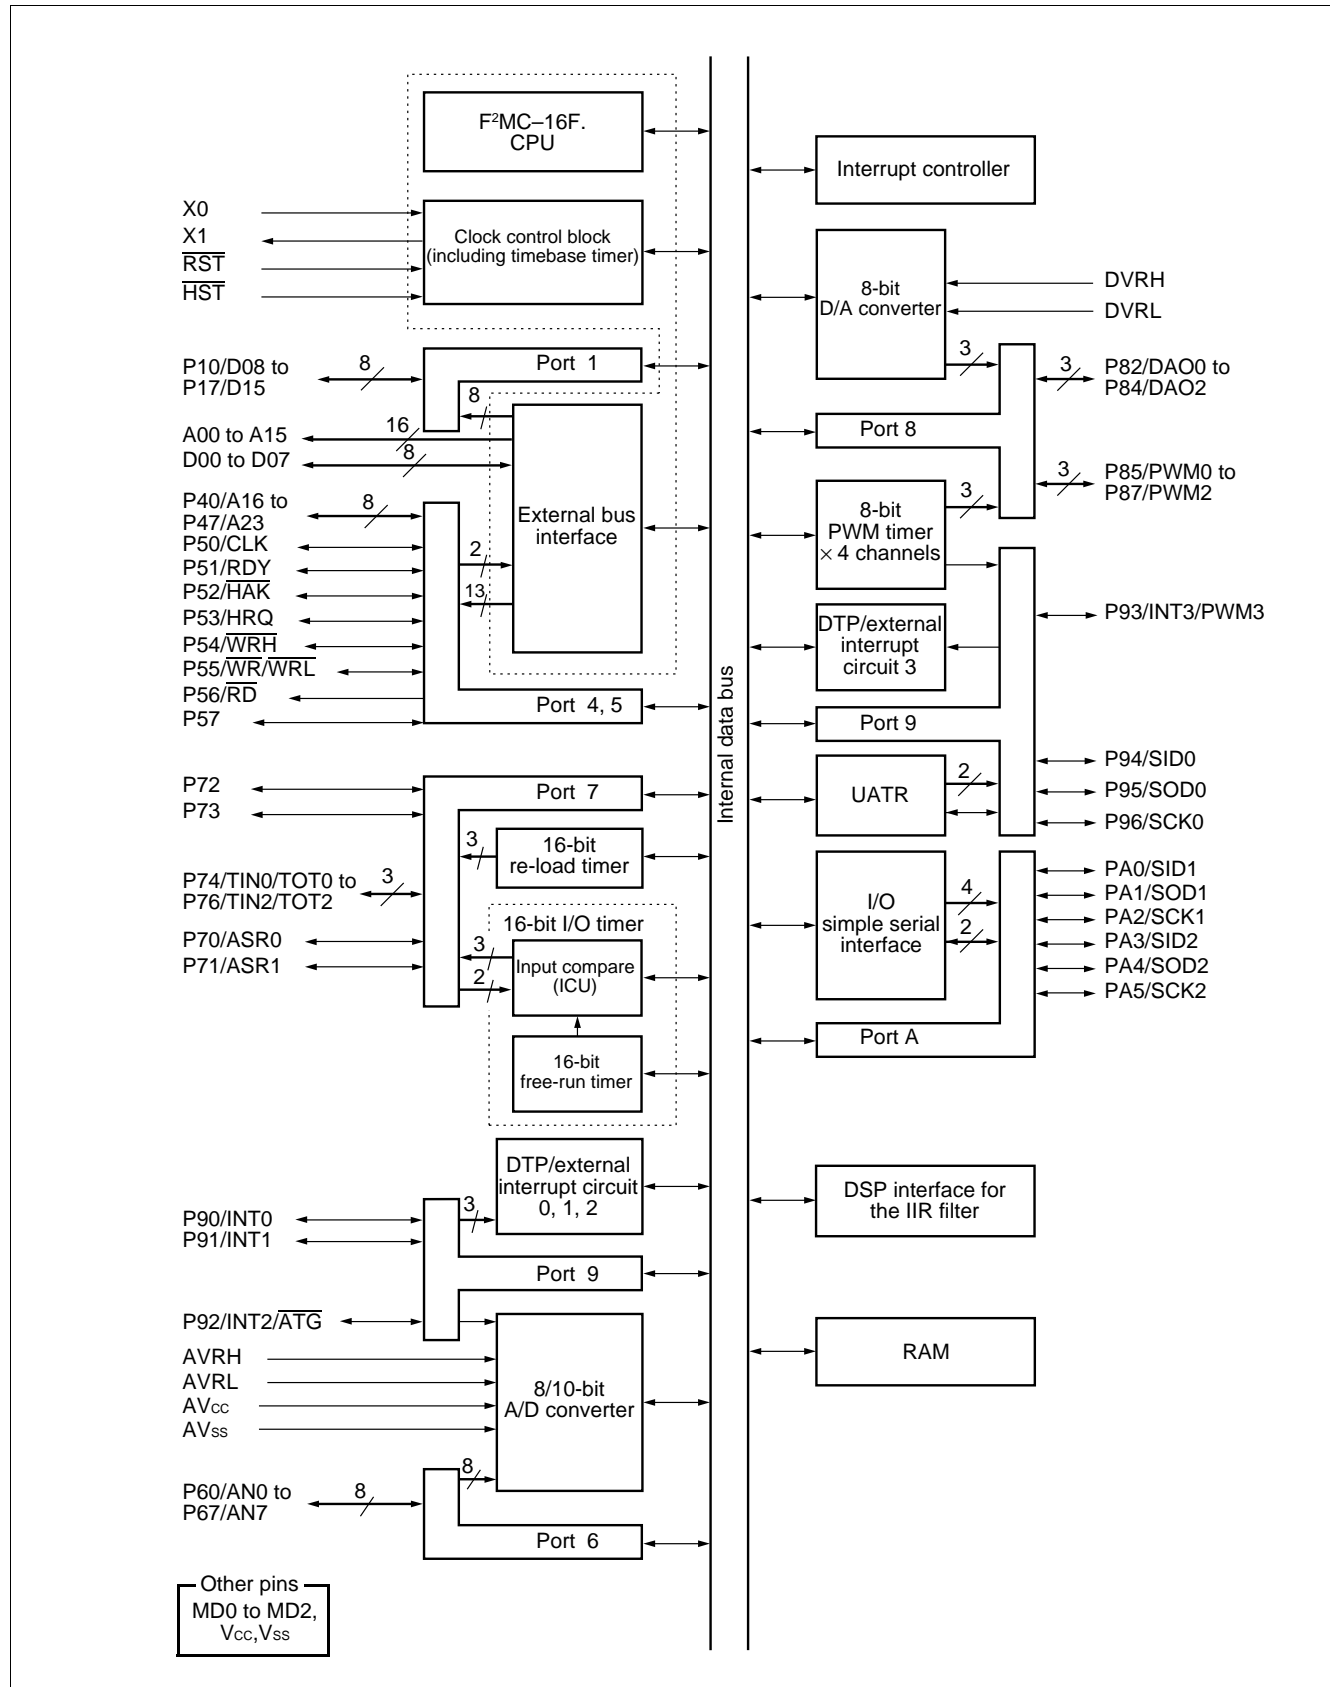 F²MC–16F.
CPU
X0
X1
RST
HST
Clock control block
(including timebase timer)
P10/D08 to
P17/D15
8
Port 1
8
A00 to A15
16
D00 to D07
8
P40/A16 to
P47/A23
8
P50/CLK
P51/RDY
P52/HAK
P53/HRQ
P54/WRH
P55/WR/WRL
P56/RD
P57
2
13
External bus
interface
Port 4, 5
P72
P73
Port 7
3
16-bit
re-load timer
P74/TIN0/TOT0 to
P76/TIN2/TOT2
3
16-bit I/O timer
P70/ASR0
P71/ASR1
3
2
Input compare
(ICU)
16-bit
free-run timer
DTP/external
interrupt circuit
0, 1, 2
3
P90/INT0
P91/INT1
Port 9
P92/INT2/ATG
AVRH
AVRL
AVcc
AVss
8/10-bit
A/D converter
8
P60/AN0 to
P67/AN7
8
Port 6
Other pins
MD0 to MD2,
Vcc,Vss
Internal data bus
Interrupt controller
8-bit
D/A converter
DVRH
DVRL
3
3
P82/DAO0 to
P84/DAO2
Port 8
3
P85/PWM0 to
P87/PWM2
8-bit
PWM timer
× 4 channels
3
DTP/external
interrupt
circuit 3
P93/INT3/PWM3
Port 9
UATR
2
P94/SID0
P95/SOD0
P96/SCK0
I/O
simple serial
interface
4
2
PA0/SID1
PA1/SOD1
PA2/SCK1
PA3/SID2
PA4/SOD2
PA5/SCK2
Port A
DSP interface for
the IIR filter
RAM